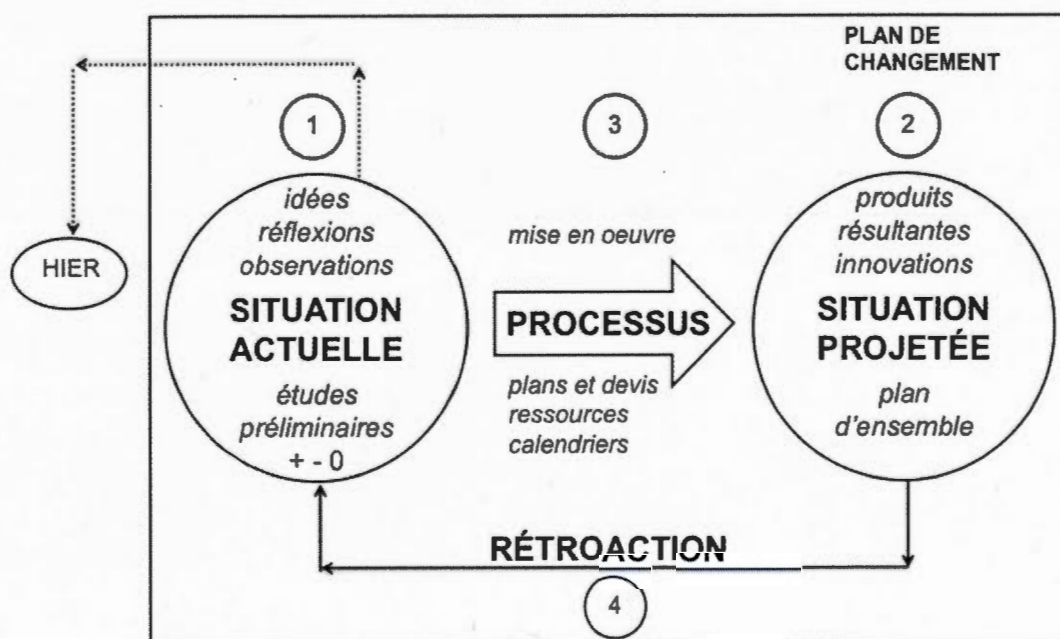 PLAN DE
CHANGEMENT
1
3
2
HIER
idées
réflexions
observations
SITUATION
ACTUELLE
études
préliminaires
+ - 0
mise en oeuvre
PROCESSUS
plans et devis
ressources
calendriers
produits
résultantes
innovations
SITUATION
PROJETÉE
plan
d'ensemble
RÉTROACTION
4